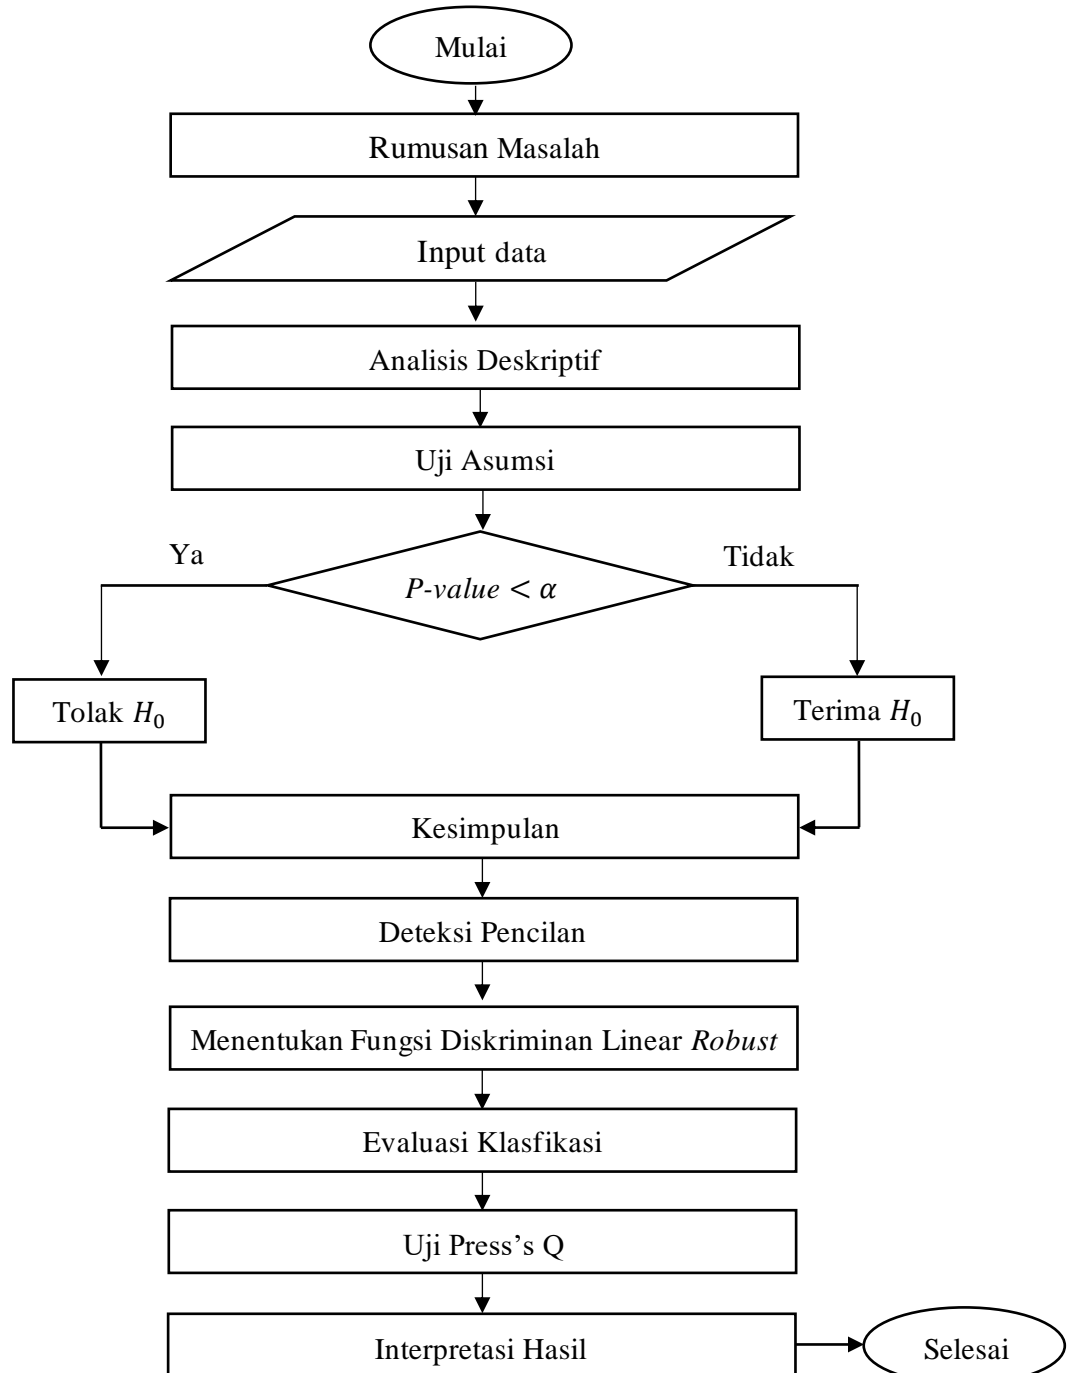 Mulai
Rumusan Masalah
Input data
Analisis Deskriptif
Uji Asumsi
Ya
Tidak
P-value < α
Tolak H₀
Terima H₀
Kesimpulan
Deteksi Pencilan
Menentukan Fungsi Diskriminan Linear Robust
Evaluasi Klasfikasi
Uji Press’s Q
Interpretasi Hasil
Selesai